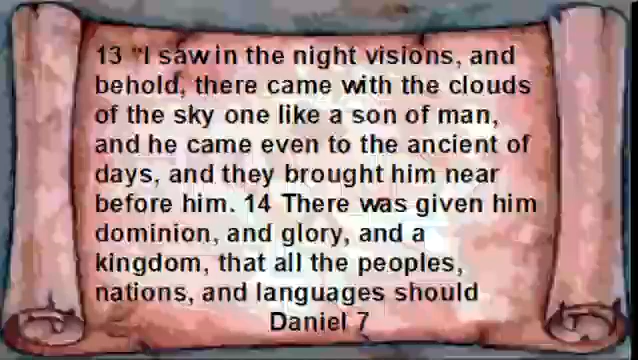 13 "I saw in the night visions, and
behold, there came with the clouds
of the sky one like a son of man,
and he came even to the ancient of
days, and they brought him near
before him. 14 There was given him
dominion, and glory, and a
kingdom, that all the peoples,
nations, and languages should
Daniel 7